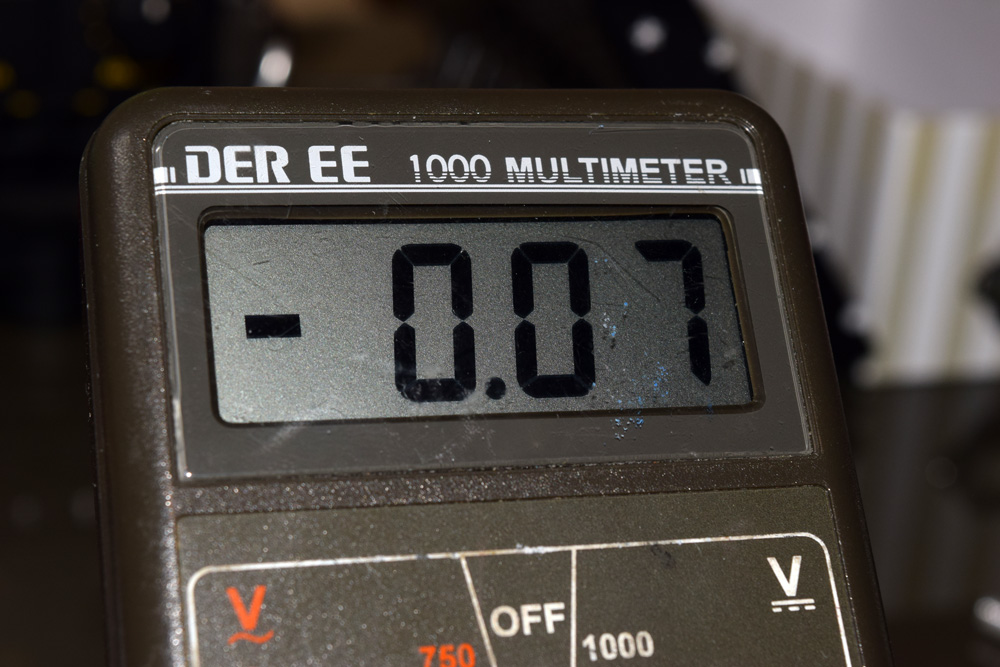 DER EE 1000 MULTIMETER
- 0.07
V V
OFF
750 1000